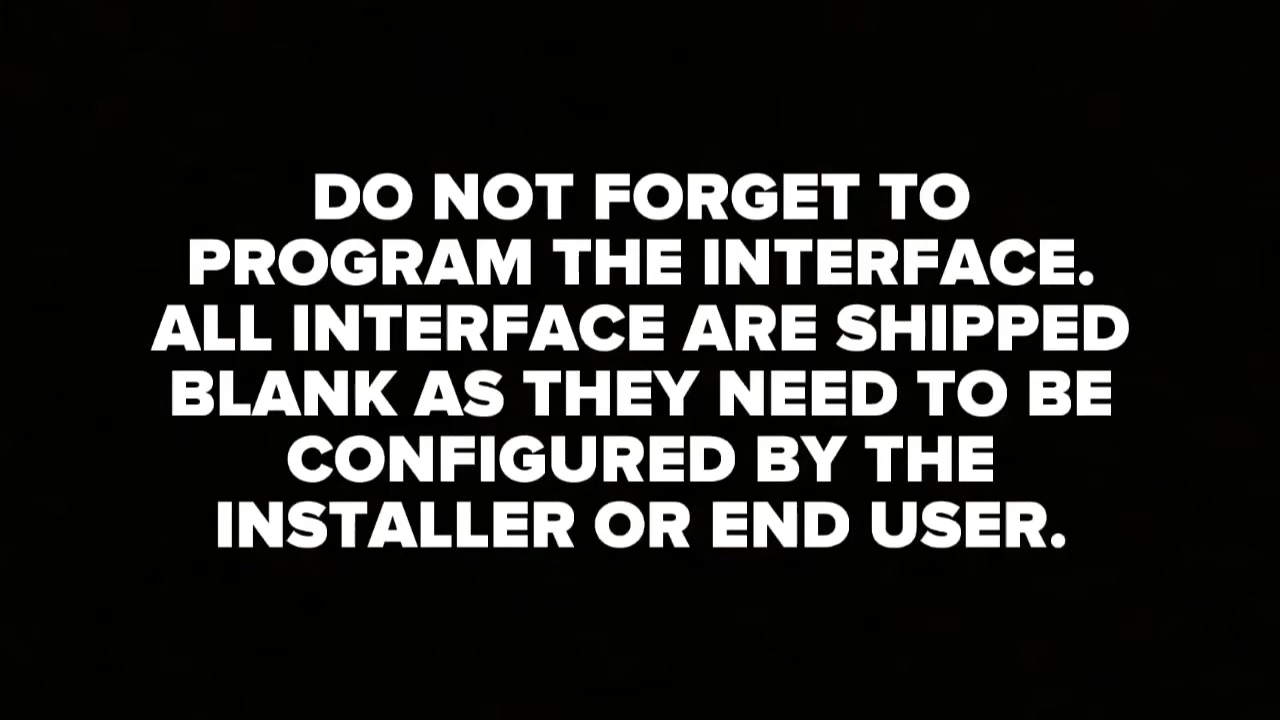 DO NOT FORGET TO
PROGRAM THE INTERFACE.
ALL INTERFACE ARE SHIPPED
BLANK AS THEY NEED TO BE
CONFIGURED BY THE
INSTALLER OR END USER.